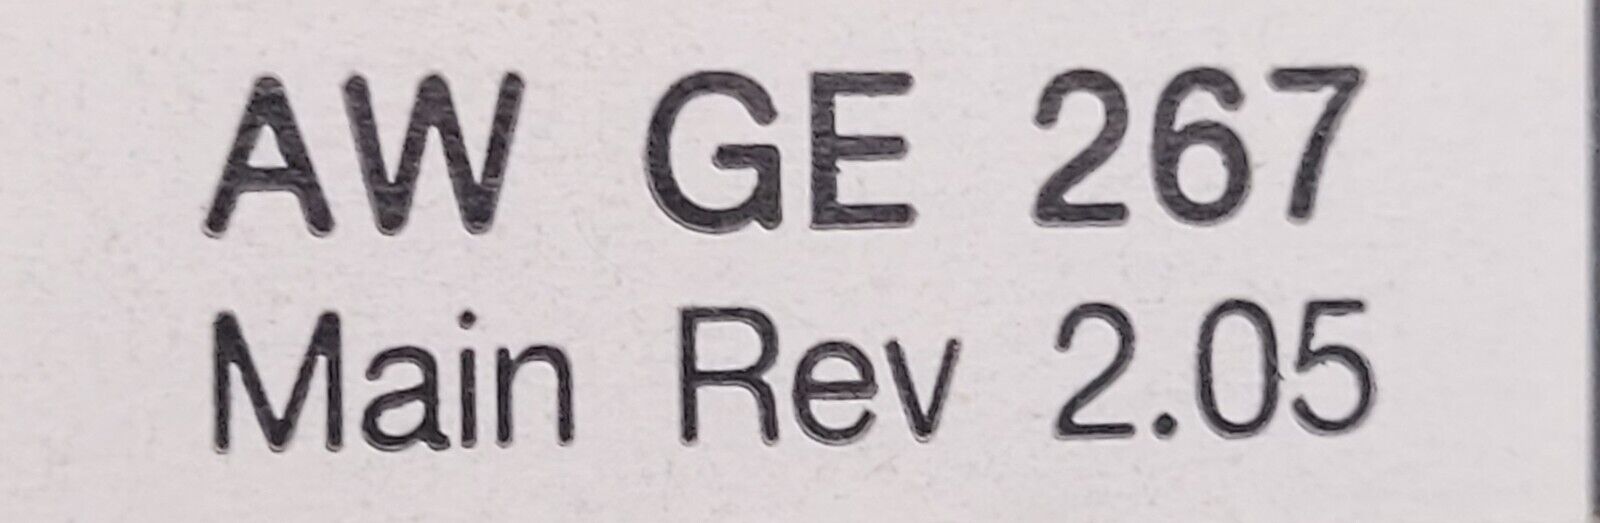 AW GE 267
Main Rev 2.05